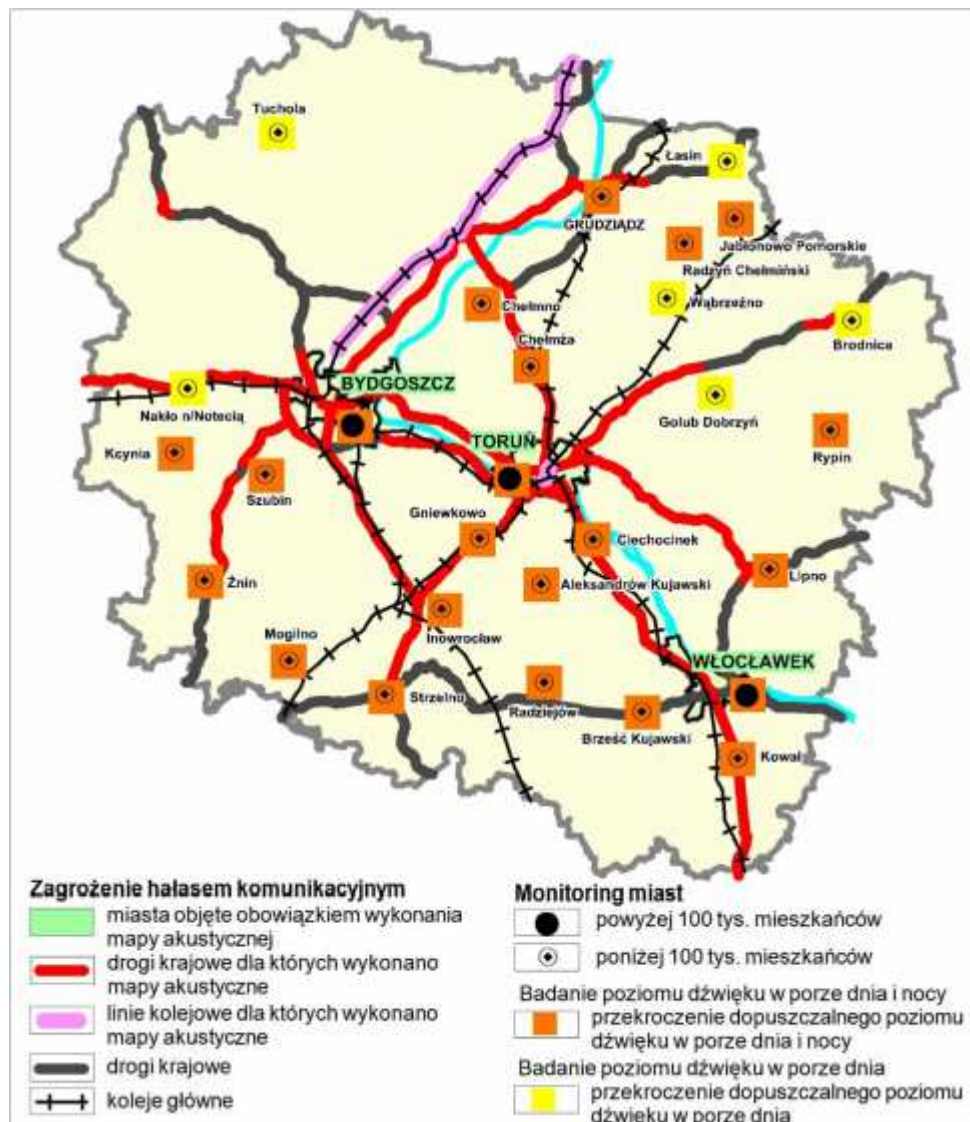 Tuchola
Łasin
GRUDZIĄDZ
Jabłonowo Pomorskie
Radzyń Chełmiński
Chełmno
Wąbrzeźno
Chełmża
Brodnica
BYDGOSZCZ
Nakło n/Notecią
Golub Dobrzyń
TORUŃ
Kcynia
Rypin
Szubin
Gniewkowo
Ciechocinek
Żnin
Aleksandrów Kujawski
Lipno
Mogilno
Inowrocław
WŁOCŁAWEK
Strzelno
Radziejów
Brześć Kujawski
Kowal
Zagrożenie hałasem komunikacyjnym
miasta objęte obowiązkiem wykonania
mapy akustycznej
drogi krajowe dla których wykonano
mapy akustyczne
linie kolejowe dla których wykonano
mapy akustyczne
drogi krajowe
koleje główne
Monitoring miast
powyżej 100 tys. mieszkańców
poniżej 100 tys. mieszkańców
Badanie poziomu dźwięku w porze dnia i nocy
przekroczenie dopuszczalnego poziomu
dźwięku w porze dnia i nocy
Badanie poziomu dźwięku w porze dnia
przekroczenie dopuszczalnego poziomu
dźwięku w porze dnia